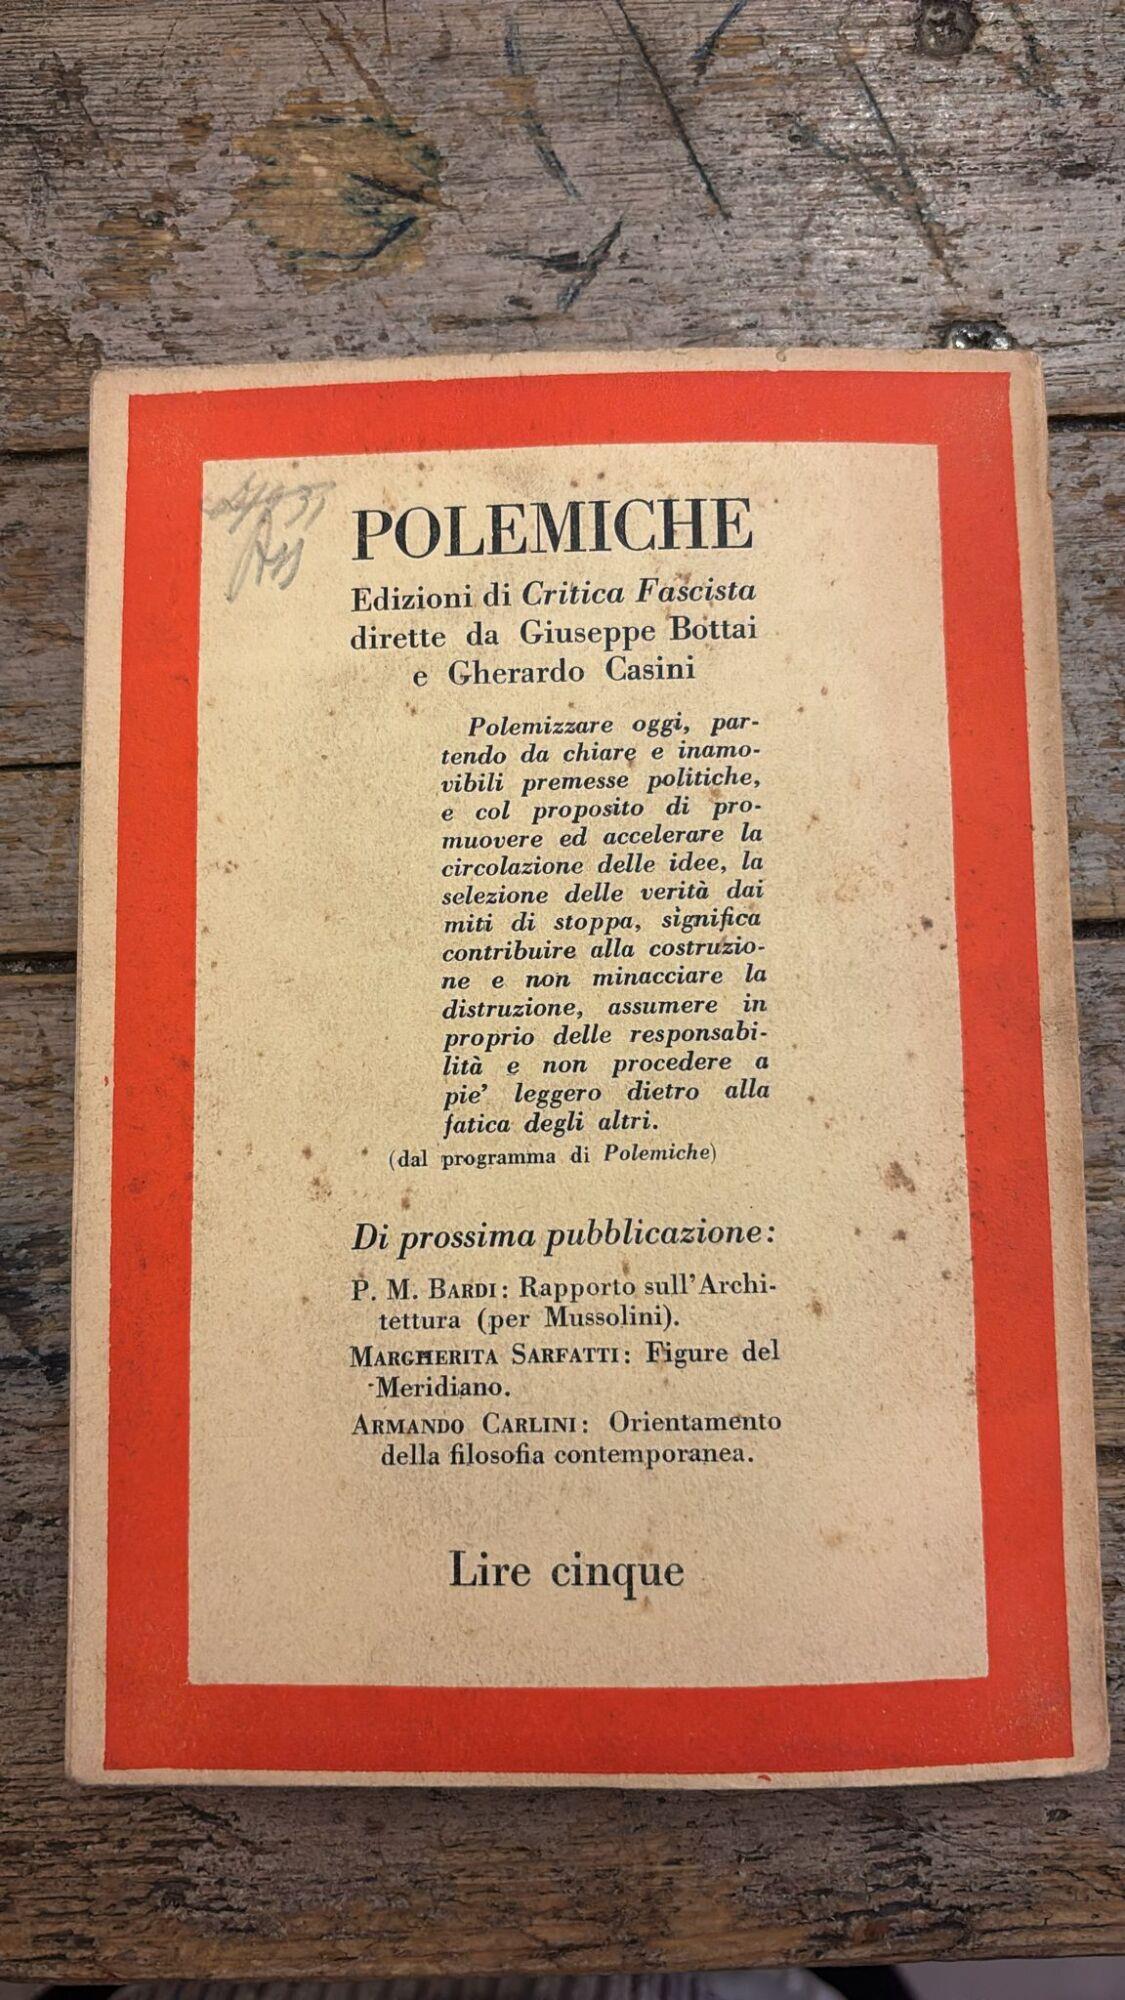 POLEMICHE
Edizioni di Critica Fascista
dirette da Giuseppe Bottai
e Gherardo Casini
Polemizzare oggi, par-
tendo da chiare e inamo-
vibili premesse politiche,
e col proposito di pro-
muovere ed accelerare la
circolazione delle idee, la
selezione delle verità dai
miti di stoppa, significa
contribuire alla costruzio-
ne e non minacciare la
distruzione, assumere in
proprio delle responsabi-
lità e non procedere a
pie' leggero dietro alla
fatica degli altri.
(dal programma di Polemiche)
Di prossima pubblicazione:
P. M. BARDI: Rapporto sull'Archi-
tettura (per Mussolini).
MARGHERITA SARFATTI: Figure del
Meridiano.
ARMANDO CARLINI: Orientamento
della filosofia contemporanea.
Lire cinque